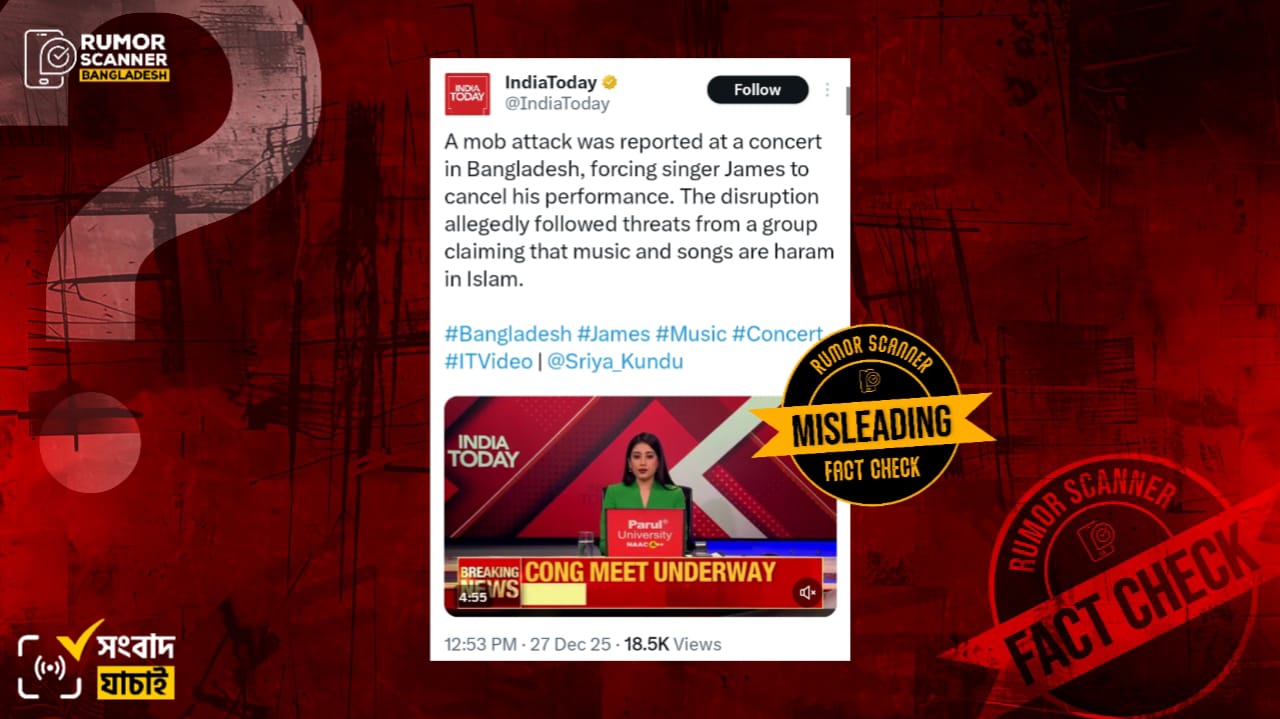 RUMOR
SCANNER
BANGLADESH
INDIA
TODAY
IndiaToday
@IndiaToday
Follow
A mob attack was reported at a concert
in Bangladesh, forcing singer James to
cancel his performance. The disruption
allegedly followed threats from a group
claiming that music and songs are haram
in Islam.
#Bangladesh #James #Music #Concert
#ITVideo | @Sriya_Kundu
RUMOR SCANNER
MISLEADING
FACT CHECK
INDIA
TODAY
Parul
University
NAAC A++
BREAKING
NEWS
CONG MEET UNDERWAY
4:55
12:53 PM · 27 Dec 25 · 18.5K Views
RUMOR SCANNER
FACT CHECK
সংবাদ
যাচাই